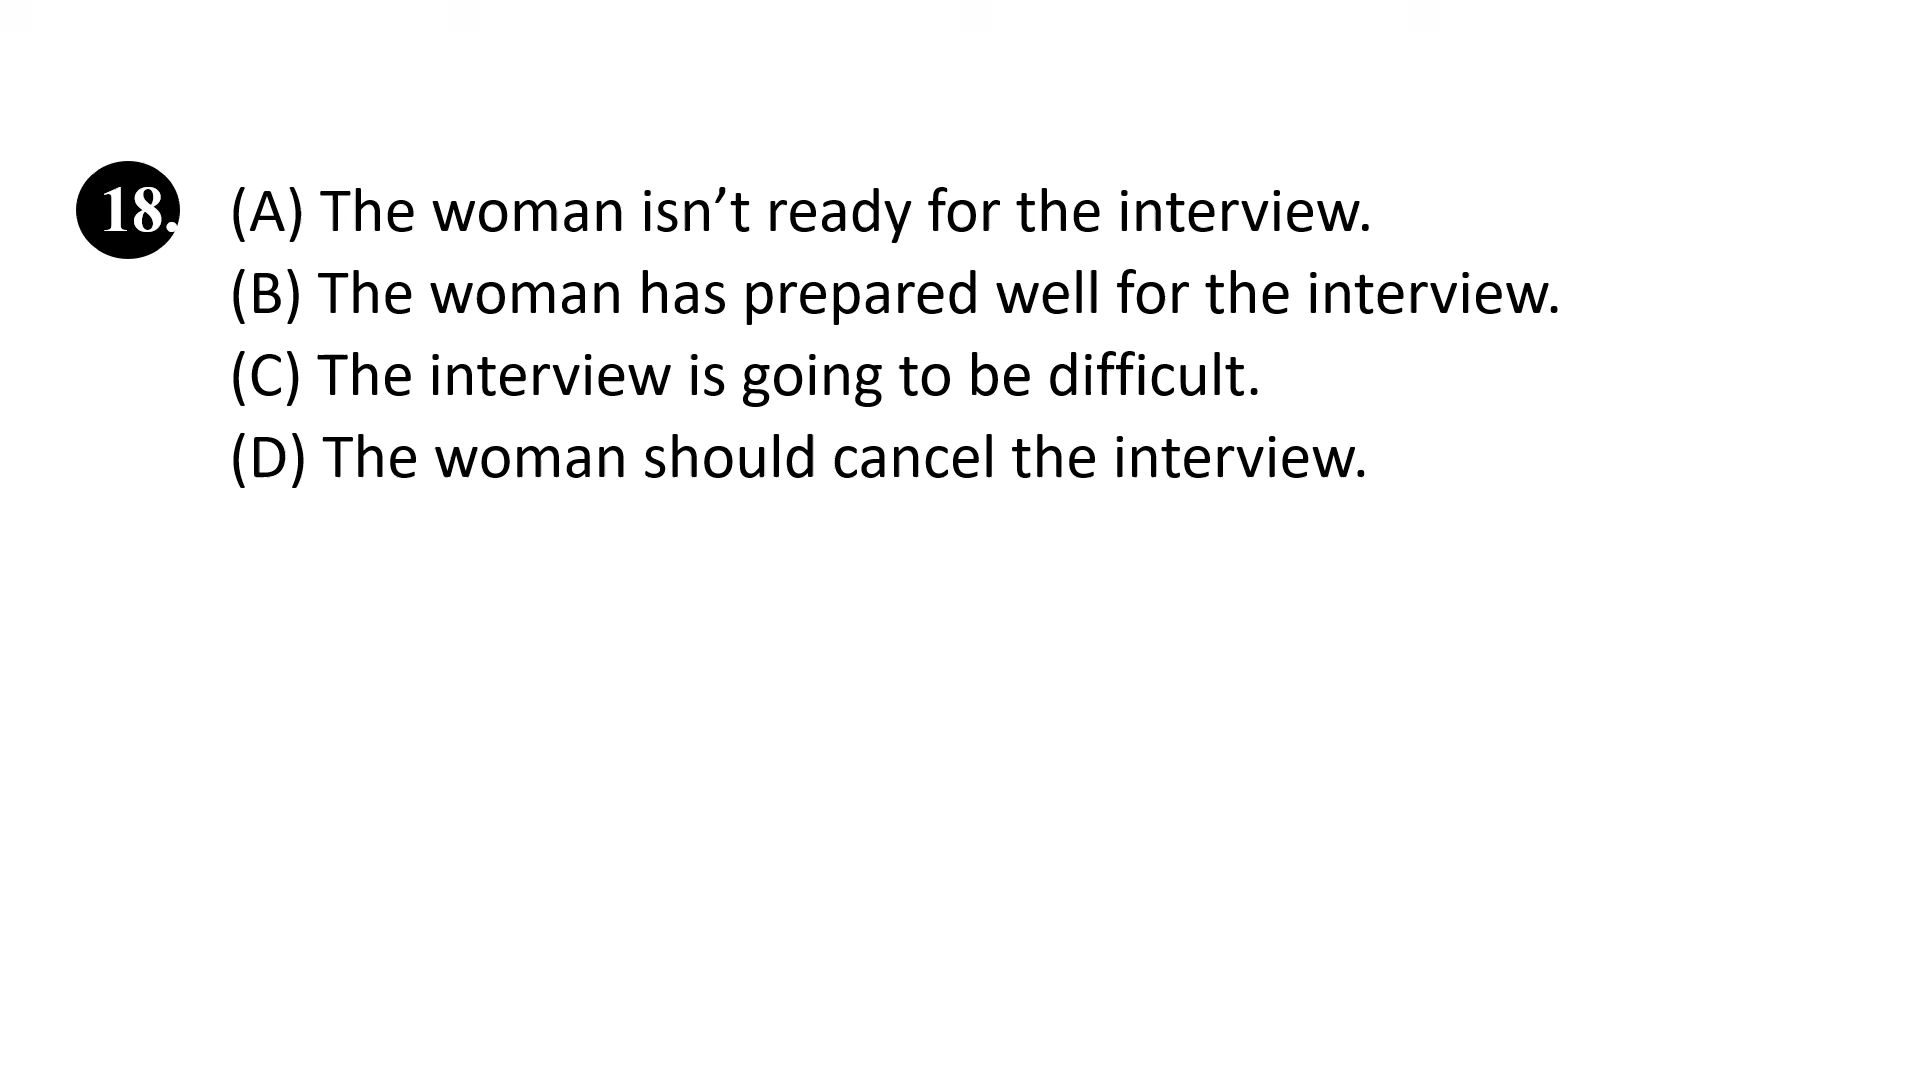 18. (A) The woman isn’t ready for the interview.
(B) The woman has prepared well for the interview.
(C) The interview is going to be difficult.
(D) The woman should cancel the interview.